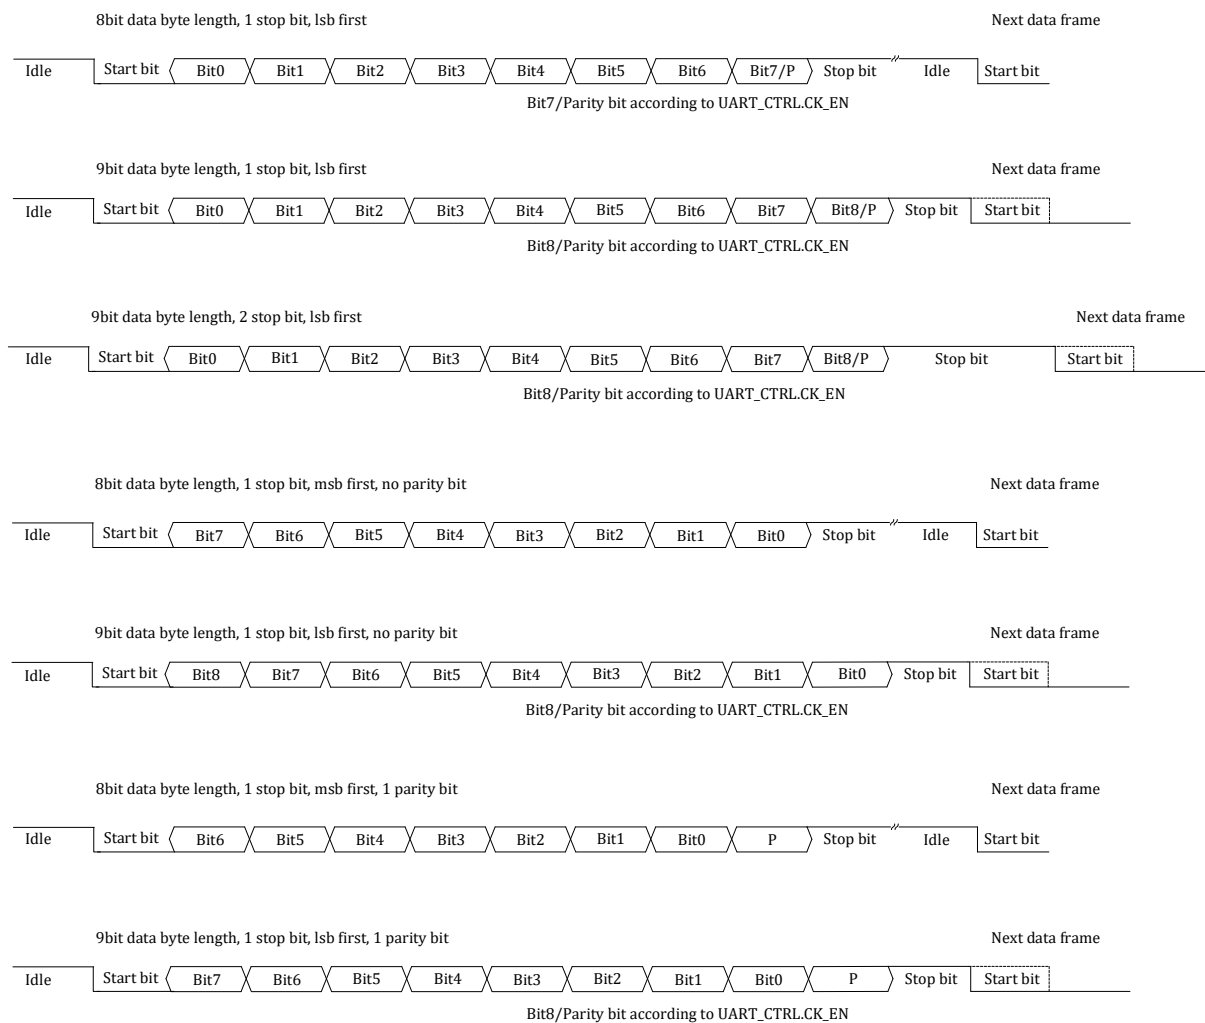 8bit data byte length, 1 stop bit, lsb first Next data frame
Idle Start bit Bit0 Bit1 Bit2 Bit3 Bit4 Bit5 Bit6 Bit7/P Stop bit Idle Start bit
Bit7/Parity bit according to UART_CTRL.CK_EN
9bit data byte length, 1 stop bit, lsb first Next data frame
Idle Start bit Bit0 Bit1 Bit2 Bit3 Bit4 Bit5 Bit6 Bit7 Bit8/P Stop bit Start bit
Bit8/Parity bit according to UART_CTRL.CK_EN
9bit data byte length, 2 stop bit, lsb first Next data frame
Idle Start bit Bit0 Bit1 Bit2 Bit3 Bit4 Bit5 Bit6 Bit7 Bit8/P Stop bit Start bit
Bit8/Parity bit according to UART_CTRL.CK_EN
8bit data byte length, 1 stop bit, msb first, no parity bit Next data frame
Idle Start bit Bit7 Bit6 Bit5 Bit4 Bit3 Bit2 Bit1 Bit0 Stop bit Idle Start bit
9bit data byte length, 1 stop bit, lsb first, no parity bit Next data frame
Idle Start bit Bit8 Bit7 Bit6 Bit5 Bit4 Bit3 Bit2 Bit1 Bit0 Stop bit Start bit
Bit8/Parity bit according to UART_CTRL.CK_EN
8bit data byte length, 1 stop bit, msb first, 1 parity bit Next data frame
Idle Start bit Bit6 Bit5 Bit4 Bit3 Bit2 Bit1 Bit0 P Stop bit Idle Start bit
9bit data byte length, 1 stop bit, lsb first, 1 parity bit Next data frame
Idle Start bit Bit7 Bit6 Bit5 Bit4 Bit3 Bit2 Bit1 Bit0 P Stop bit Start bit
Bit8/Parity bit according to UART_CTRL.CK_EN